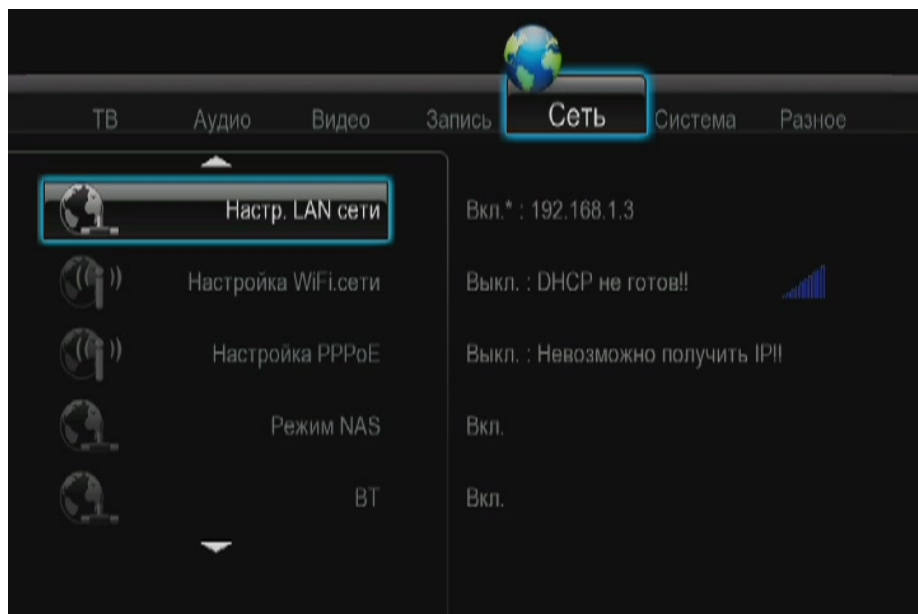 ТВ Аудио Видео Запись Сеть Система Разное
Настр. LAN сети Вкл.* : 192.168.1.3
Настройка WiFi.сети Выкл. : DHCP не готов!!
Настройка PPPoE Выкл. : Невозможно получить IP!!
Режим NAS Вкл.
BT Вкл.